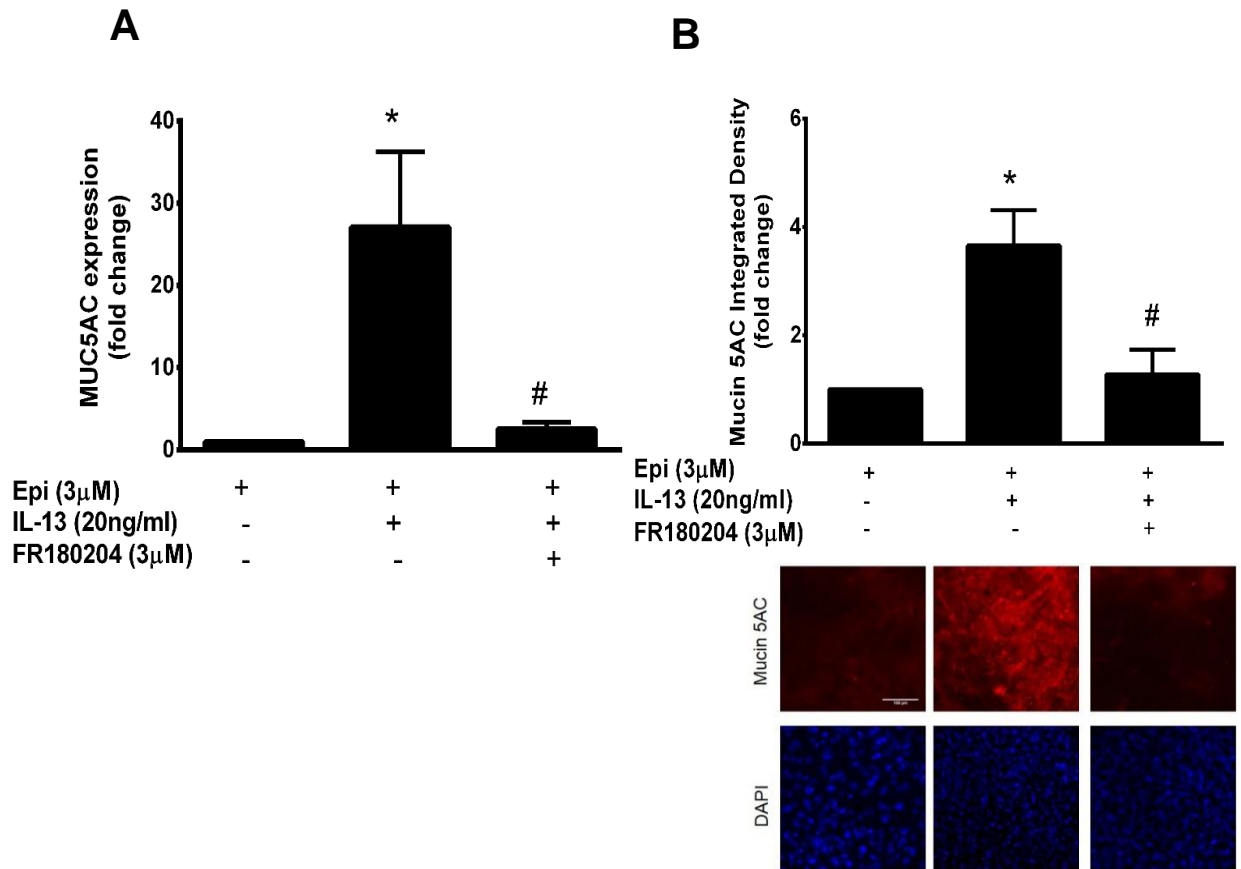 A
MUC5AC expression
(fold change)
40
30
20
10
0
*
#
Epi (3μM) + + +
IL-13 (20ng/ml) - + +
FR180204 (3μM) - - +
B
Mucin 5AC Integrated Density
(fold change)
6
4
2
0
*
#
Epi (3μM) + + +
IL-13 (20ng/ml) - + +
FR180204 (3μM) - - +
Mucin 5AC
DAPI